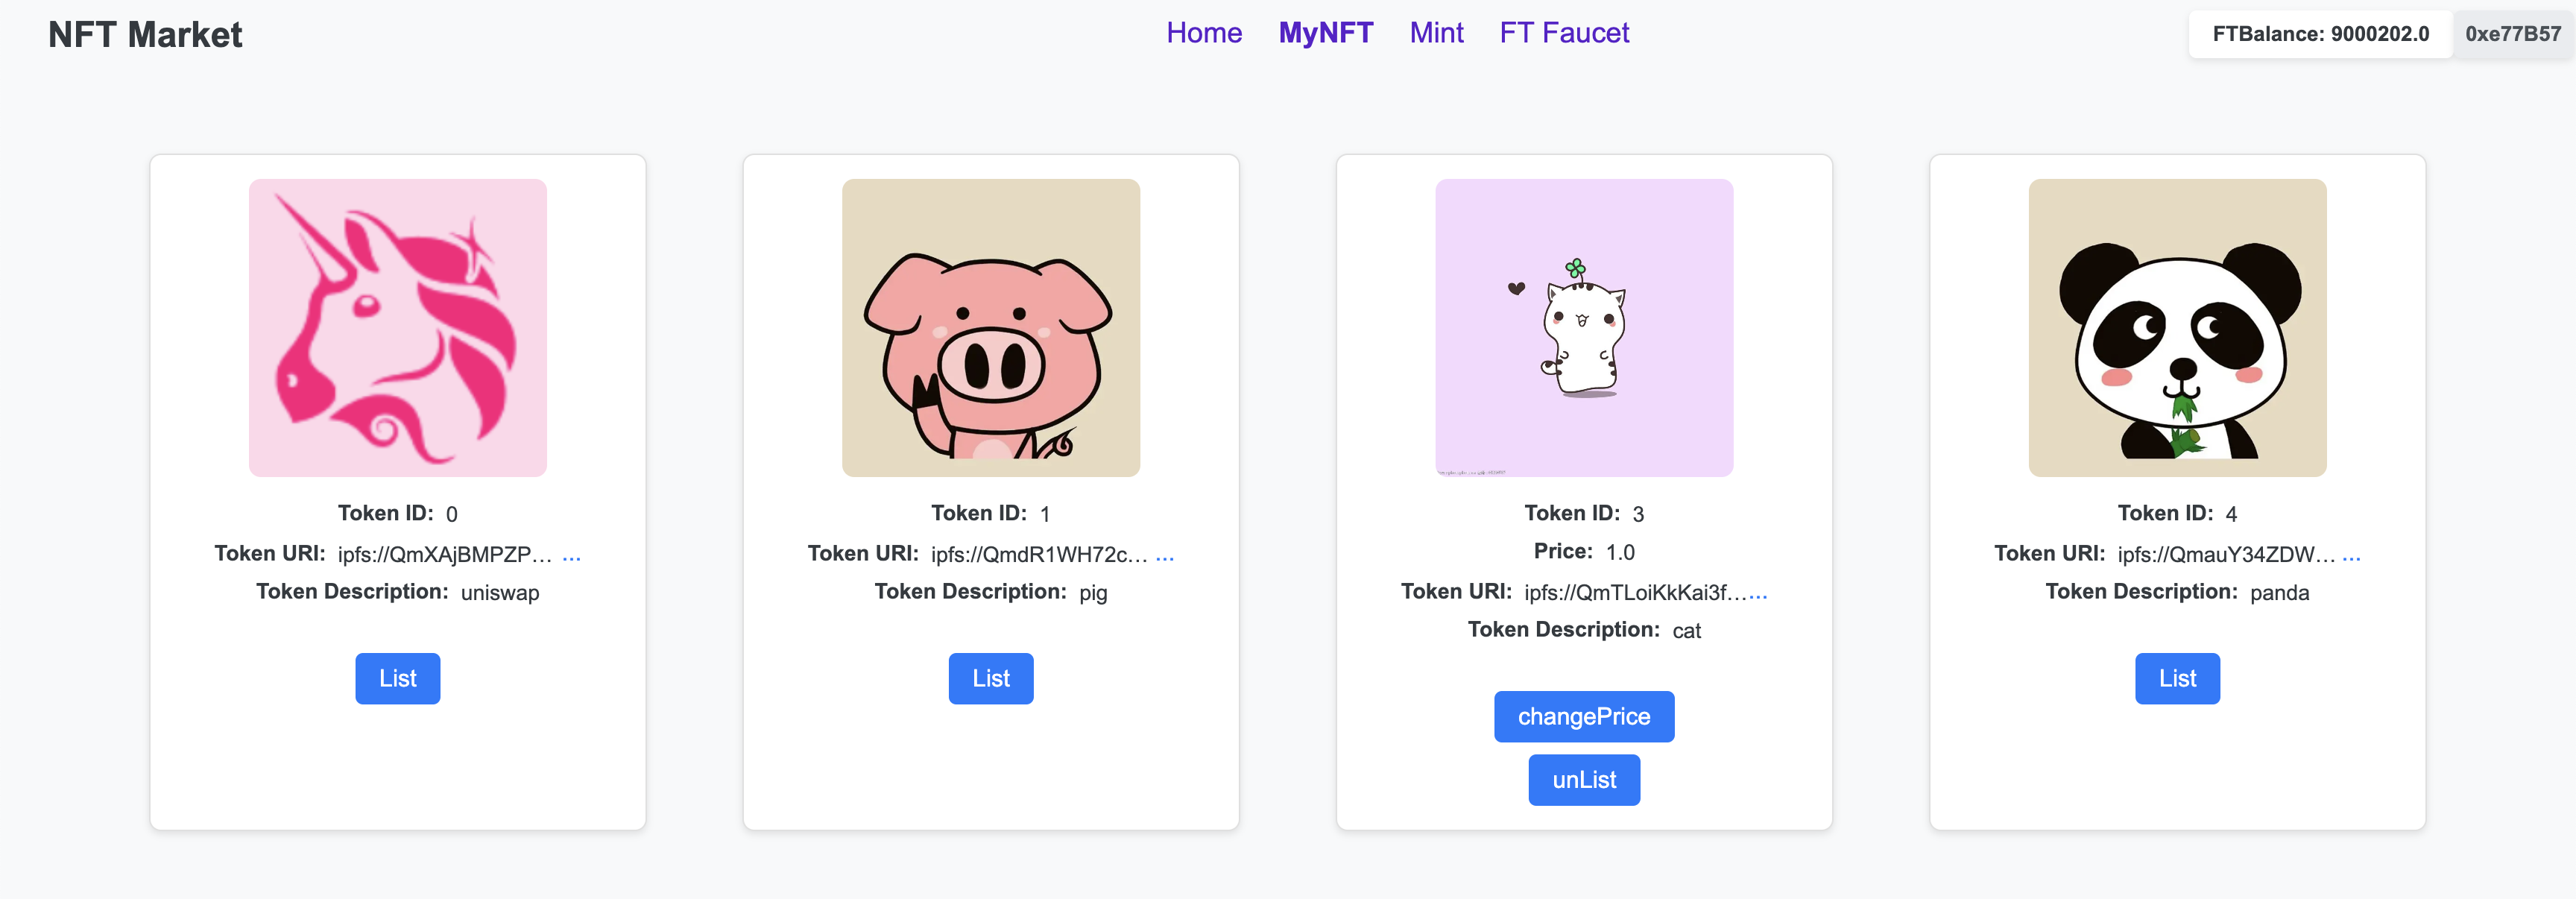 NFT Market
Home MyNFT Mint FT Faucet
FTBalance: 9000202.0 0xe77B57
Token ID: 0
Token URI: ipfs://QmXAjBMPZP... ...
Token Description: uniswap
List
Token ID: 1
Token URI: ipfs://QmdR1WH72c... ...
Token Description: pig
List
Token ID: 3
Price: 1.0
Token URI: ipfs://QmTLoiKkKai3f... ...
Token Description: cat
changePrice
unList
Token ID: 4
Token URI: ipfs://QmauY34ZDW... ...
Token Description: panda
List